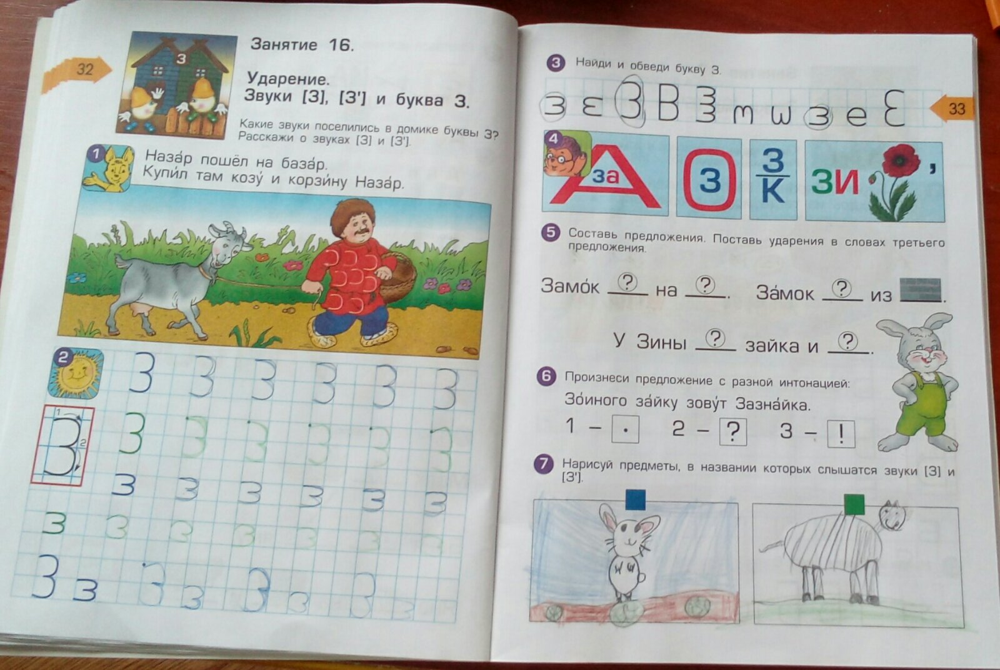 32
З
Занятие 16.
Ударение.
Звуки [З], [З'] и буква З.
Какие звуки поселились в домике буквы З?
Расскажи о звуках [З] и [З'].
1
Наза́р пошёл на база́р.
Купи́л там козу́ и корзи́ну Наза́р.
2
З З З З З З
1 З 2
З З З З З З
з з з з з з
з з з з з з з
З з З з З з З з
3 Найди и обведи букву З.
з ε З В m ш з е
33
4
А за
О з
З
К
ЗИ ,
5 Составь предложения. Поставь ударения в словах третьего
предложения.
Замо́к ? на ? . За́мок ? из .
У Зины ? зайка и ? .
6 Произнеси предложение с разной интонацией:
Зо́иного за́йку зову́т Зазна́йка.
1 – . 2 – ? 3 – !
7 Нарисуй предметы, в названии которых слышатся звуки [З] и
[З'].